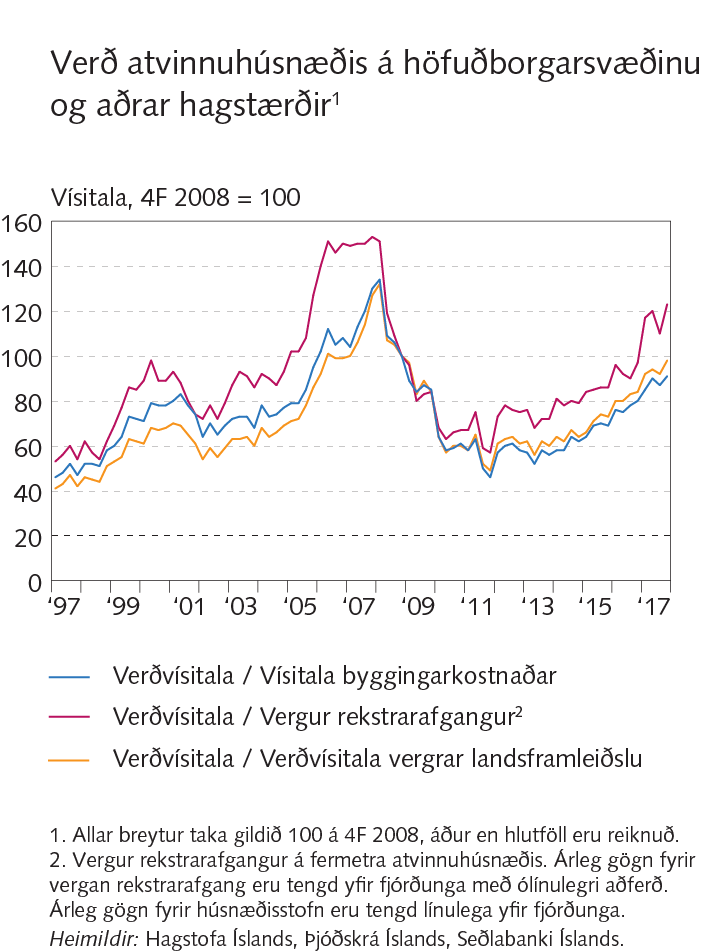 Verð atvinnuhúsnæðis á höfuðborgarsvæðinu
og aðrar hagstærðir¹
Vísitala, 4F 2008 = 100
160
140
120
100
80
60
40
20
0
‘97 ‘99 ‘01 ‘03 ‘05 ‘07 ‘09 ‘11 ‘13 ‘15 ‘17
Verðvísitala / Vísitala byggingarkostnaðar
Verðvísitala / Vergur rekstrarafgangur²
Verðvísitala / Verðvísitala vergrar landsframleiðslu
1. Allar breytur taka gildið 100 á 4F 2008, áður en hlutföll eru reiknuð.
2. Vergur rekstrarafgangur á fermetra atvinnuhúsnæðis. Árleg gögn fyrir
vergan rekstrarafgang eru tengd yfir fjórðunga með ólínulegri aðferð.
Árleg gögn fyrir húsnæðisstofn eru tengd línulega yfir fjórðunga.
Heimildir: Hagstofa Íslands, Þjóðskrá Íslands, Seðlabanki Íslands.